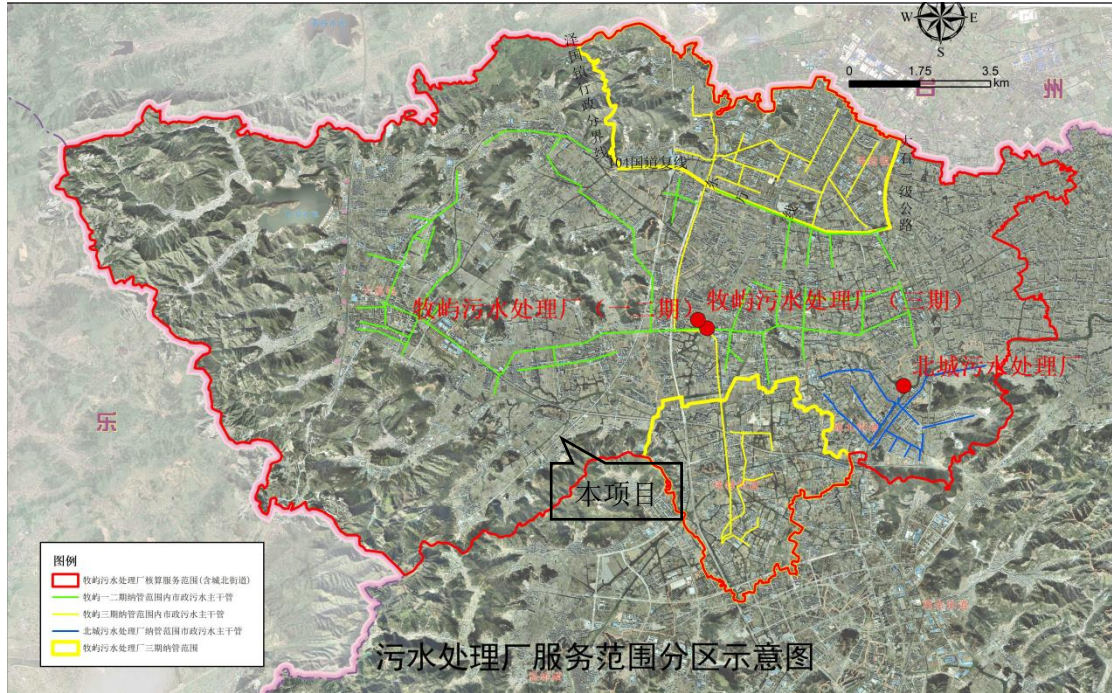 W E
S
0 1.75 3.5
km
州
泽国镇行政分界线
104国道复线
大石一级公路
牧屿污水处理厂（一二期）
牧屿污水处理厂（三期）
北城污水处理厂
乐
本项目
图例
牧屿污水处理厂核算服务范围(含城北街道)
牧屿一二期纳管范围内市政污水主干管
牧屿三期纳管范围内市政污水主干管
北城污水处理厂纳管范围市政污水主干管
牧屿污水处理厂三期纳管范围
污水处理厂服务范围分区示意图